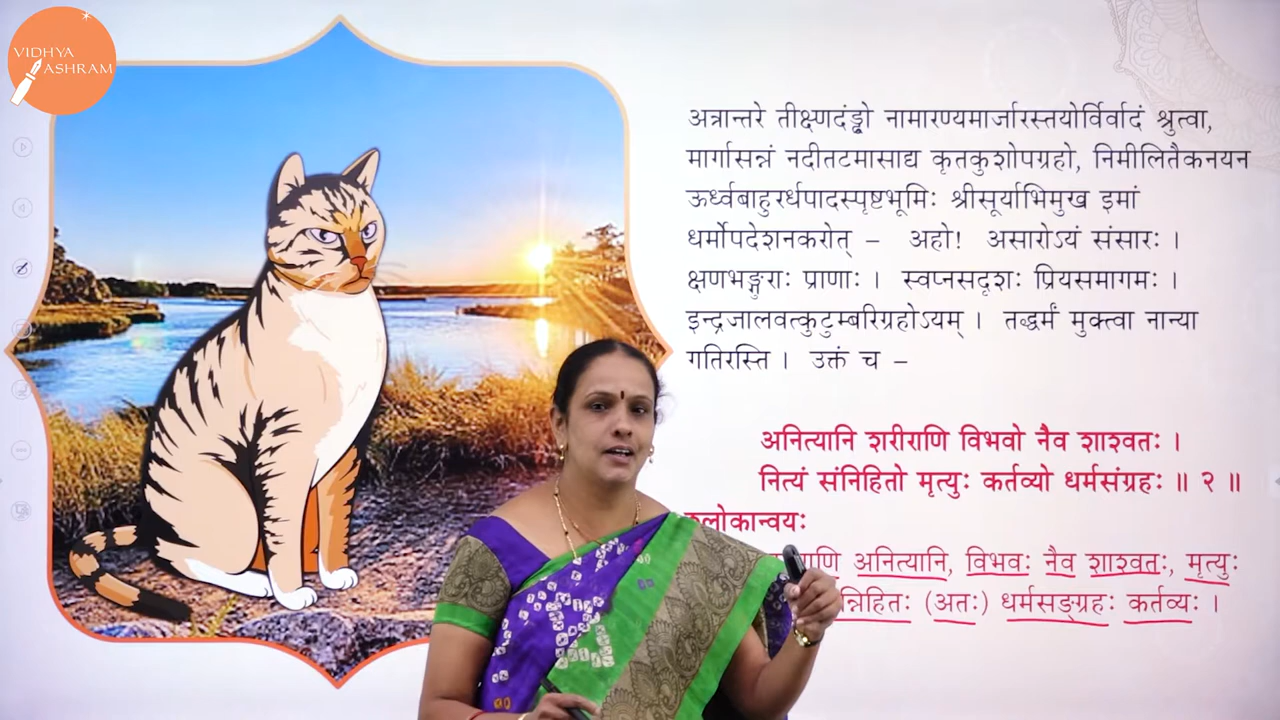 VIDHYA
ASHRAM
अत्रान्तरे तीक्ष्णदंष्ट्रो नामारण्यमार्जारस्तयोर्विवादं श्रुत्वा,
मार्गासन्नं नदीतटमासाद्य कृतकुशोपग्रहो, निमीलितैकनयन
ऊर्ध्वबाहुरर्धपादस्पृष्टभूमिः श्रीसूर्याभिमुख इमां
धर्मोपदेशनकरोत् – अहो! असारोऽयं संसारः ।
क्षणभङ्गुराः प्राणाः । स्वप्नसदृशः प्रियसमागमः ।
इन्द्रजालवत्कुटुम्बरिग्रहोऽयम् । तद्धर्मं मुक्त्वा नान्या
गतिरस्ति । उक्तं च –
अनित्यानि शरीराणि विभवो नैव शाश्वतः ।
नित्यं संनिहितो मृत्युः कर्तव्यो धर्मसंग्रहः ॥ २ ॥
अनित्यानि, विभवः नैव शाश्वतः, मृत्युः
(अतः) धर्मसङ्ग्रहः कर्तव्यः ।